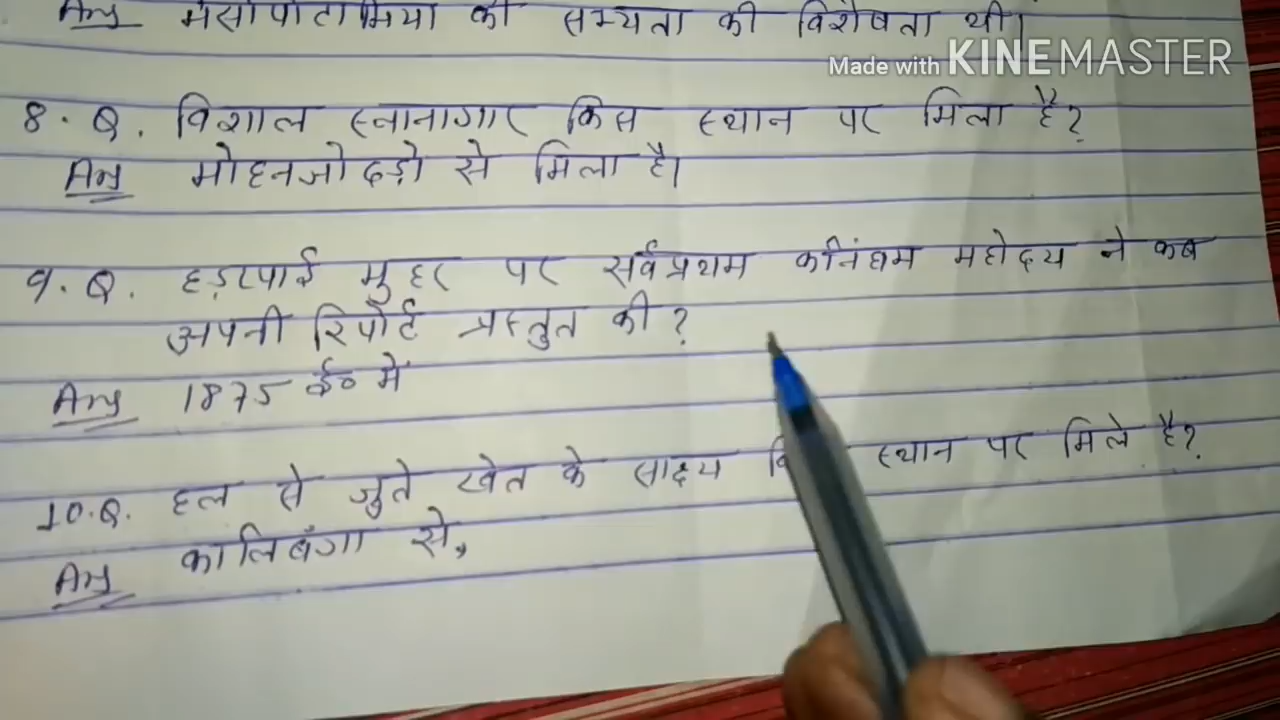 Ans मेसोपोटामिया की सभ्यता की विशेषता थी।
Made with KINEMASTER
8. Q. विशाल स्नानागार किस स्थान पर मिला है?
Ans मोहनजोदड़ो से मिला है।
9. Q. हड़प्पाई मुहर पर सर्वप्रथम कनिंघम महोदय ने कब
अपनी रिपोर्ट प्रस्तुत की?
Ans 1875 ई० में
10. Q. हल से जुते खेत के साक्ष्य स्थान पर मिले है?
Ans कालिबंगा से,